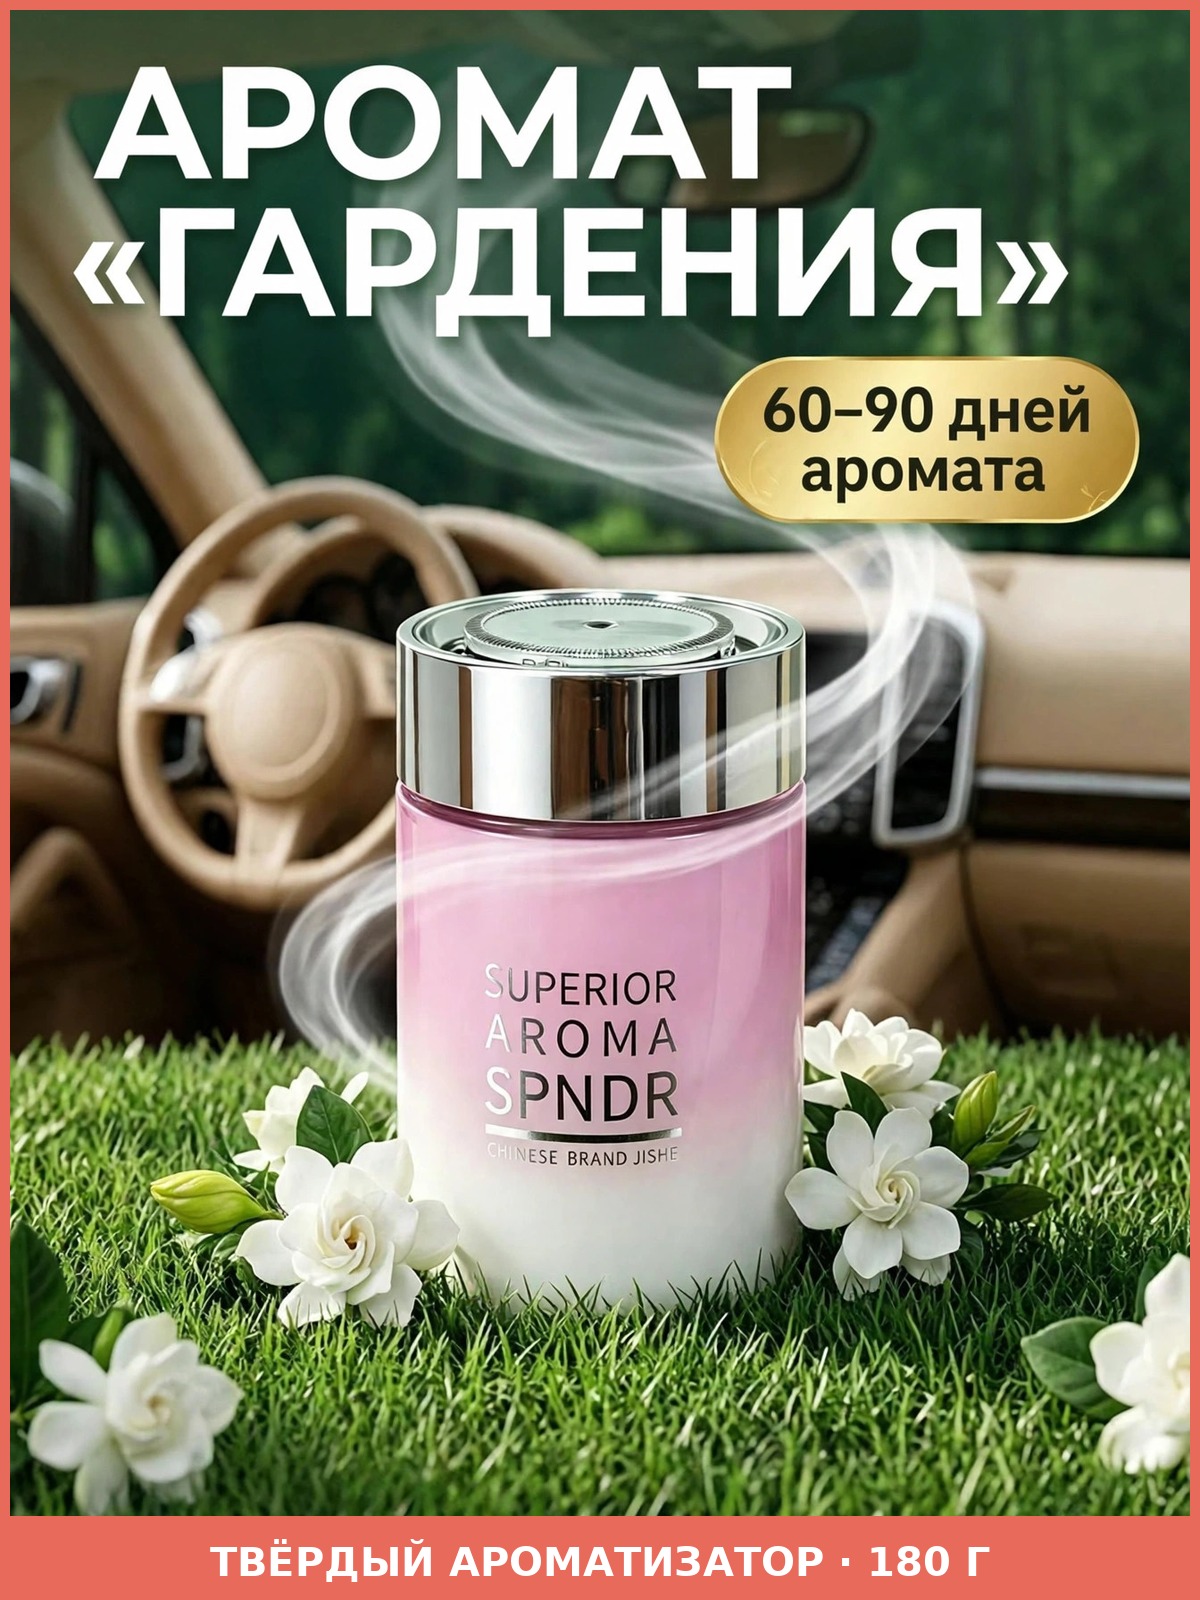 АРОМАТ
«ГАРДЕНИЯ»
60–90 дней
аромата
SUPERIOR
AROMA
SPNDR
CHINESE BRAND JISHE
ТВЁРДЫЙ АРОМАТИЗАТОР · 180 Г